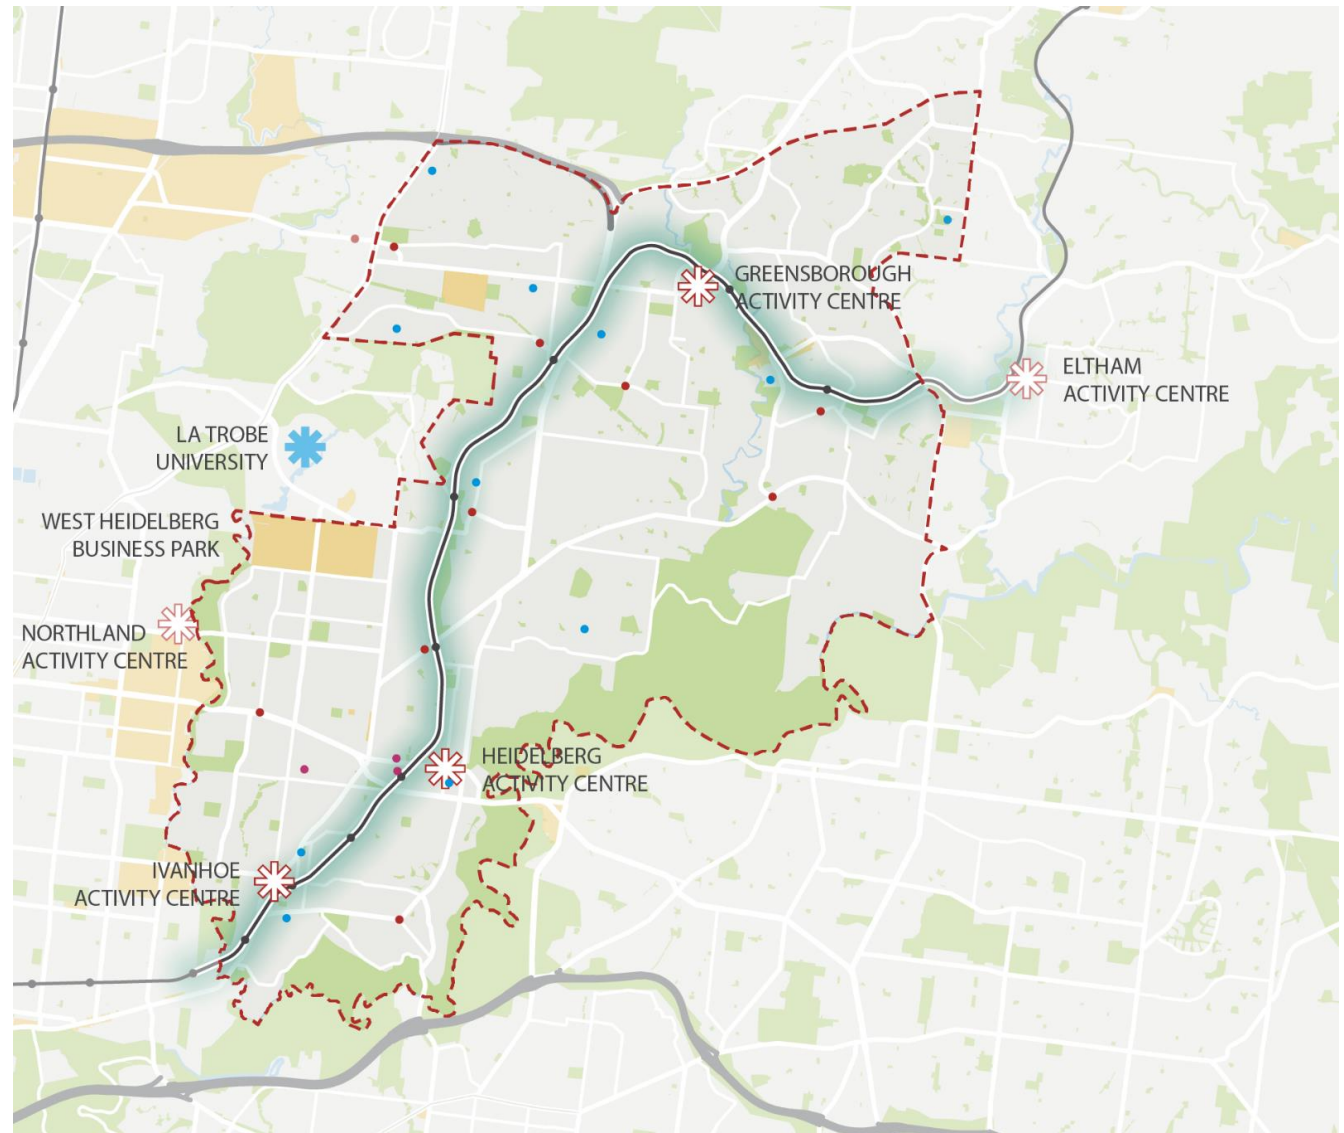 GREENSBOROUGH
ACTIVITY CENTRE
ELTHAM
ACTIVITY CENTRE
LA TROBE
UNIVERSITY
WEST HEIDELBERG
BUSINESS PARK
NORTHLAND
ACTIVITY CENTRE
HEIDELBERG
ACTIVITY CENTRE
IVANHOE
ACTIVITY CENTRE